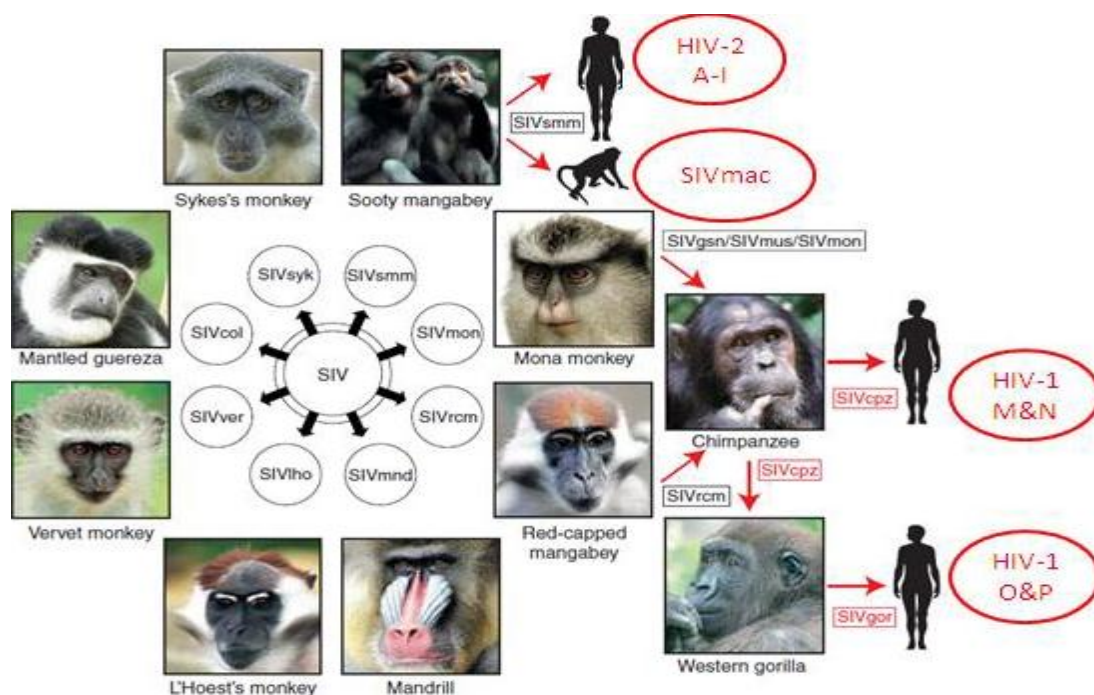 HIV-2
A-I
SIVsmm
SIVmac
Sykes's monkey
Sooty mangabey
SIVgsn/SIVmus/SIVmon
SIVsyk
SIVsmm
SIVcol
SIVmon
Mantled guereza
Mona monkey
SIV
SIVcpz
HIV-1
M&N
SIVver
SIVrcm
Chimpanzee
SIVlho
SIVmnd
SIVcpz
SIVrcm
Vervet monkey
Red-capped
mangabey
HIV-1
O&P
SIVgor
L'Hoest's monkey
Mandrill
Western gorilla